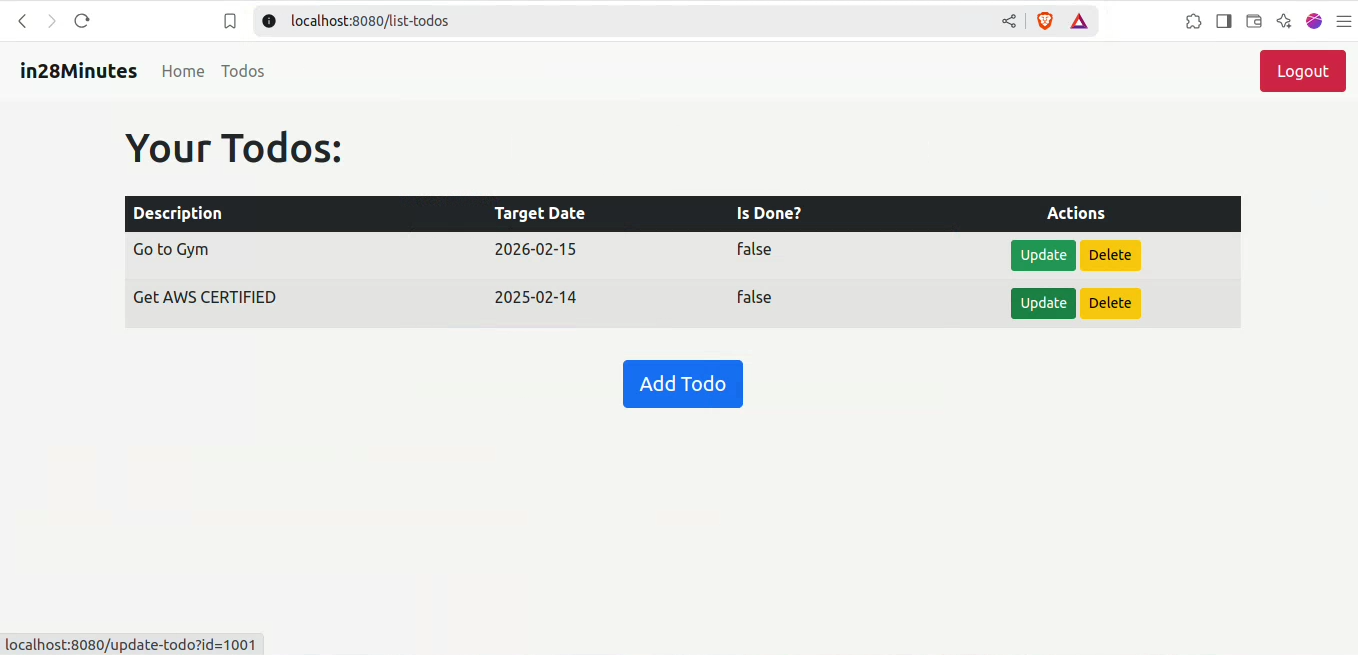 localhost:8080/list-todos
in28Minutes Home Todos Logout
Your Todos:
Description Target Date Is Done? Actions
Go to Gym 2026-02-15 false Update Delete
Get AWS CERTIFIED 2025-02-14 false Update Delete
Add Todo
localhost:8080/update-todo?id=1001